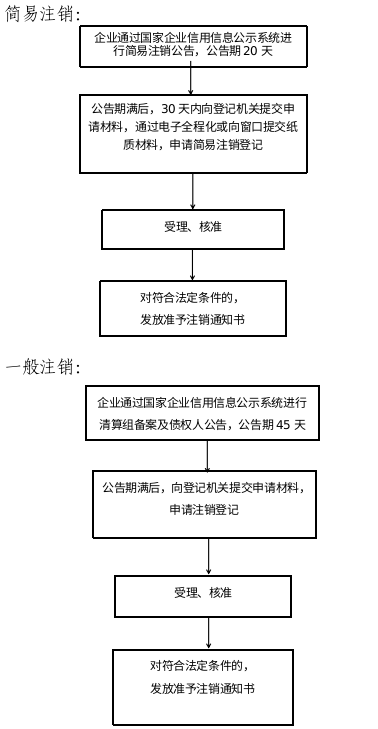 简易注销：
企业通过国家企业信用信息公示系统进
行简易注销公告，公告期 20 天
公告期满后，30 天内向登记机关提交申
请材料，通过电子全程化或向窗口提交纸
质材料，申请简易注销登记
受理、核准
对符合法定条件的，
发放准予注销通知书
一般注销：
企业通过国家企业信用信息公示系统进行
清算组备案及债权人公告，公告期 45 天
公告期满后，向登记机关提交申请材料，
申请注销登记
受理、核准
对符合法定条件的，
发放准予注销通知书